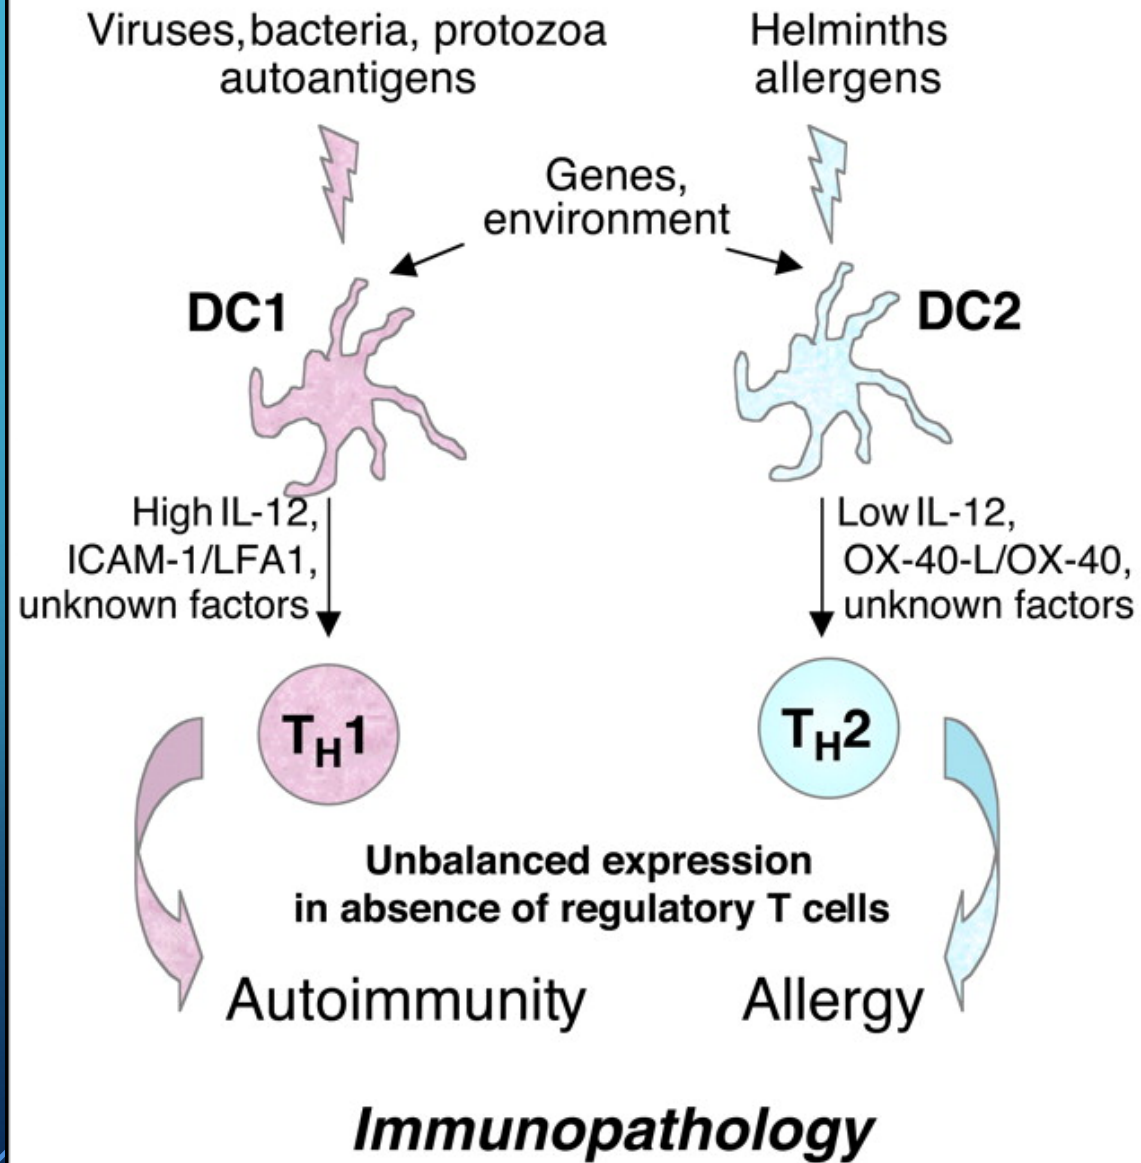 Viruses, bacteria, protozoa
autoantigens
Helminths
allergens
Genes,
environment
DC1
DC2
High IL-12,
ICAM-1/LFA1,
unknown factors
Low IL-12,
OX-40-L/OX-40,
unknown factors
TH1
TH2
Unbalanced expression
in absence of regulatory T cells
Autoimmunity
Allergy
Immunopathology